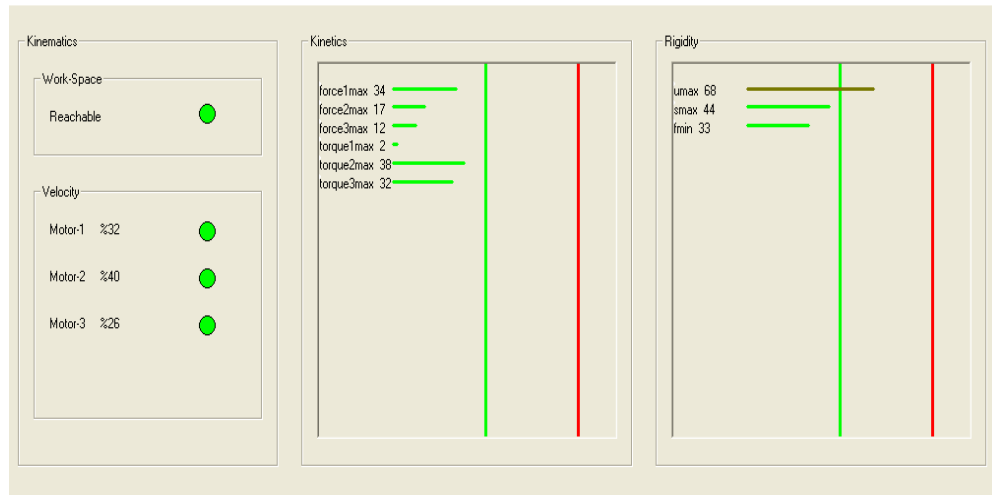 Kinematics
Work-Space
Reachable
Velocity
Motor-1 %32
Motor-2 %40
Motor-3 %26
Kinetics
force1max 34
force2max 17
force3max 12
torque1max 2
torque2max 38
torque3max 32
Rigidity
umax 68
smax 44
fmin 33